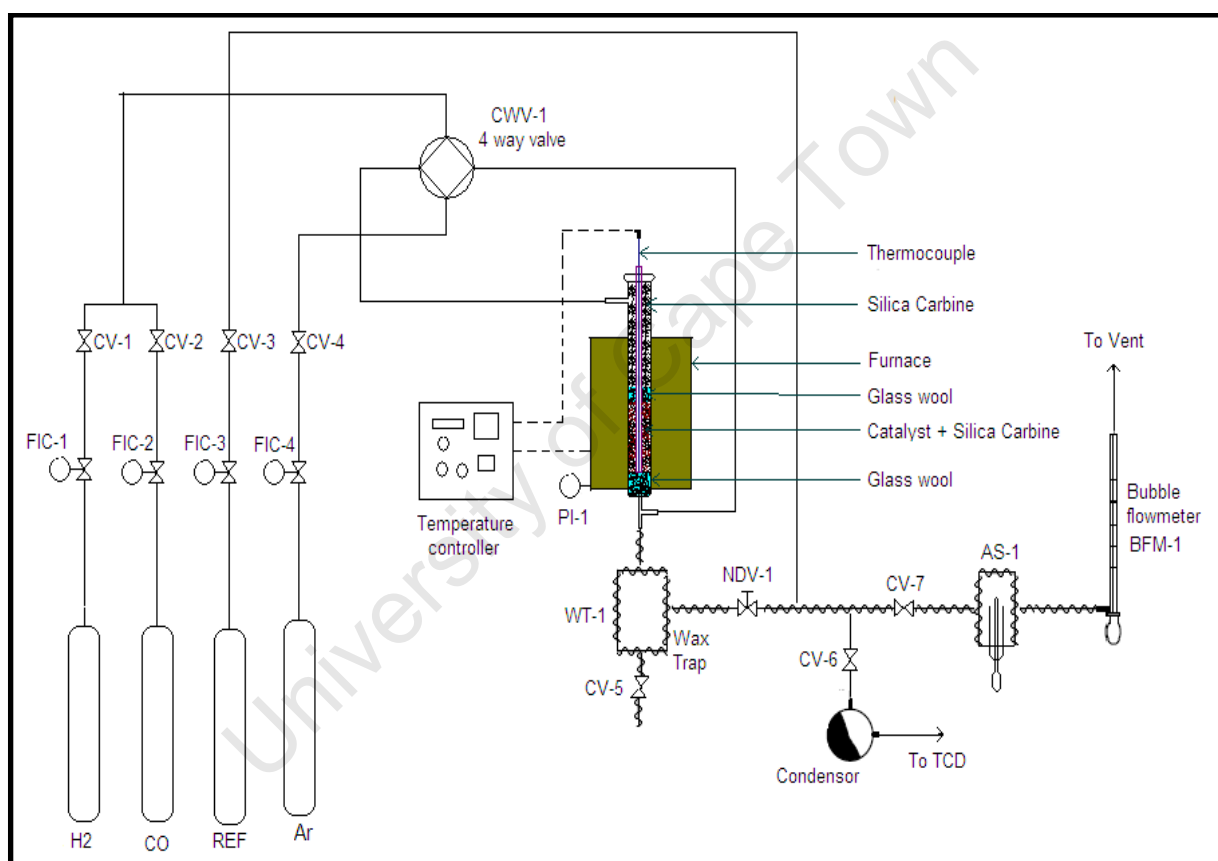 CWV-1
4 way valve
Thermocouple
Silica Carbine
Furnace
Glass wool
Catalyst + Silica Carbine
Glass wool
To Vent
CV-1
CV-2
CV-3
CV-4
FIC-1
FIC-2
FIC-3
FIC-4
PI-1
Temperature
controller
Bubble
flowmeter
BFM-1
AS-1
NDV-1
CV-7
WT-1
Wax
Trap
CV-5
CV-6
Condensor
To TCD
H2
CO
REF
Ar
University of Cape Town